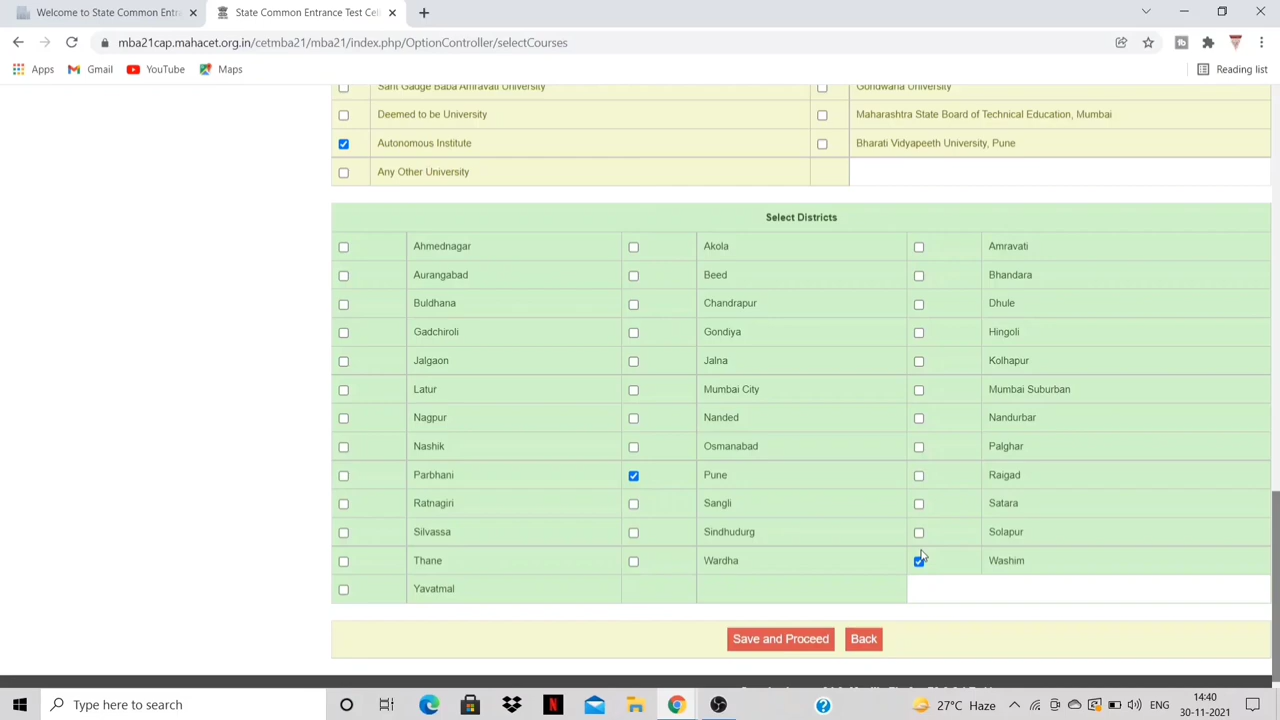 Welcome to State Common Entr
State Common Entrance Test Cell
mba21cap.mahacet.org.in/cetmba21/mba21/index.php/OptionController/selectCourses
Apps Gmail YouTube Maps Reading list
Sant Gadge Baba Amravati University Gondwana University
Deemed to be University Maharashtra State Board of Technical Education, Mumbai
Autonomous Institute Bharati Vidyapeeth University, Pune
Any Other University
Select Districts
Ahmednagar Akola Amravati
Aurangabad Beed Bhandara
Buldhana Chandrapur Dhule
Gadchiroli Gondiya Hingoli
Jalgaon Jalna Kolhapur
Latur Mumbai City Mumbai Suburban
Nagpur Nanded Nandurbar
Nashik Osmanabad Palghar
Parbhani Pune Raigad
Ratnagiri Sangli Satara
Silvassa Sindhudurg Solapur
Thane Wardha Washim
Yavatmal
Save and Proceed Back
Type here to search 27°C Haze ENG 14:40
30-11-2021